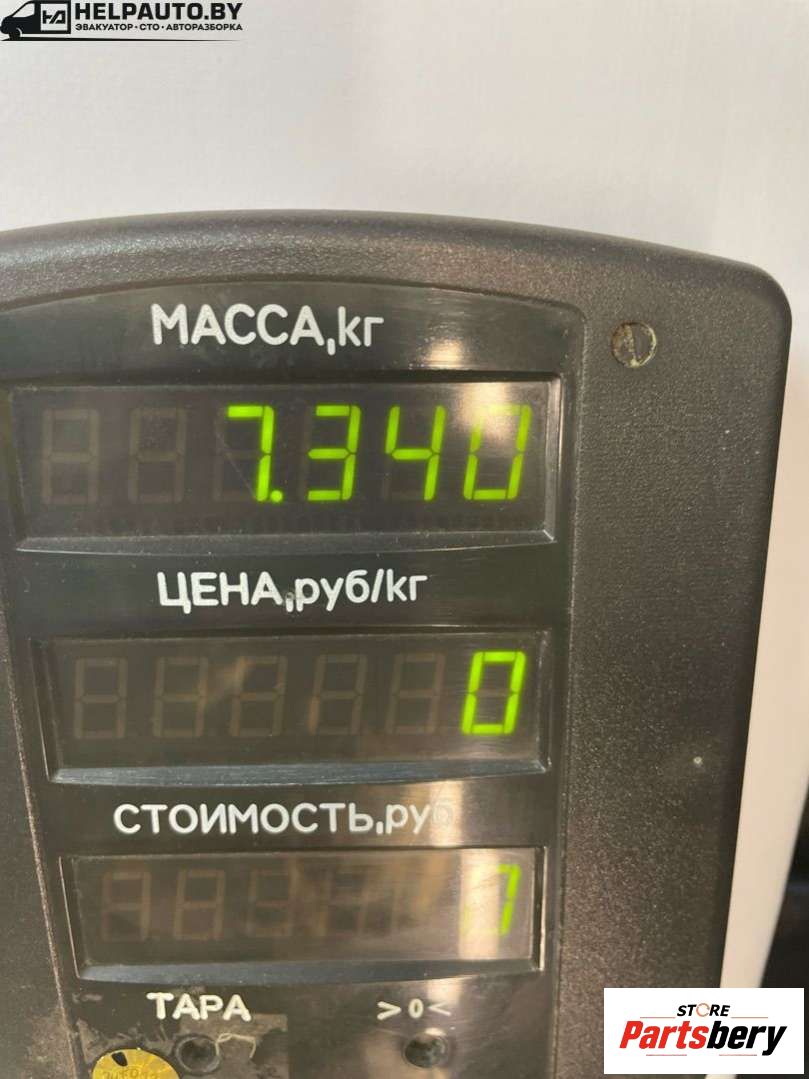 HELPAUTO.BY
ЭВАКУАТОР•СТО•АВТОРАЗБОРКА
МАССА,кг
7.340
ЦЕНА,руб/кг
0
СТОИМОСТЬ,руб
ТАРА
>0<
STORE
Partsbery